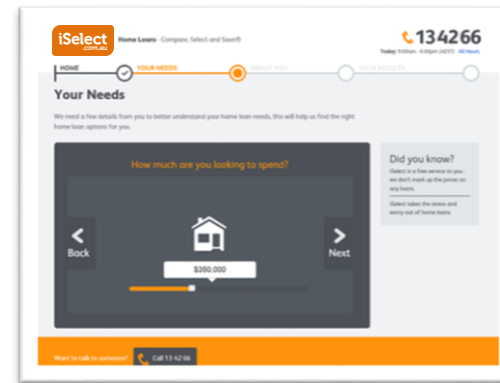 iSelect
.com.au
Home Loans - Compare, Select and Save®
134266
Today: 9:00am - 6:00pm (AEST) All Hours
HOME
YOUR NEEDS
ABOUT YOU
YOUR RESULTS
Your Needs
We need a few details from you to better understand your home loan needs, this will help us find the right
home loan options for you.
How much are you looking to spend?
Back
Next
$350,000
Did you know?
iSelect is a free service to you -
we don't mark up the prices on
any loans.
iSelect takes the stress and
worry out of home loans.
Want to talk to someone?
Call 13 42 66